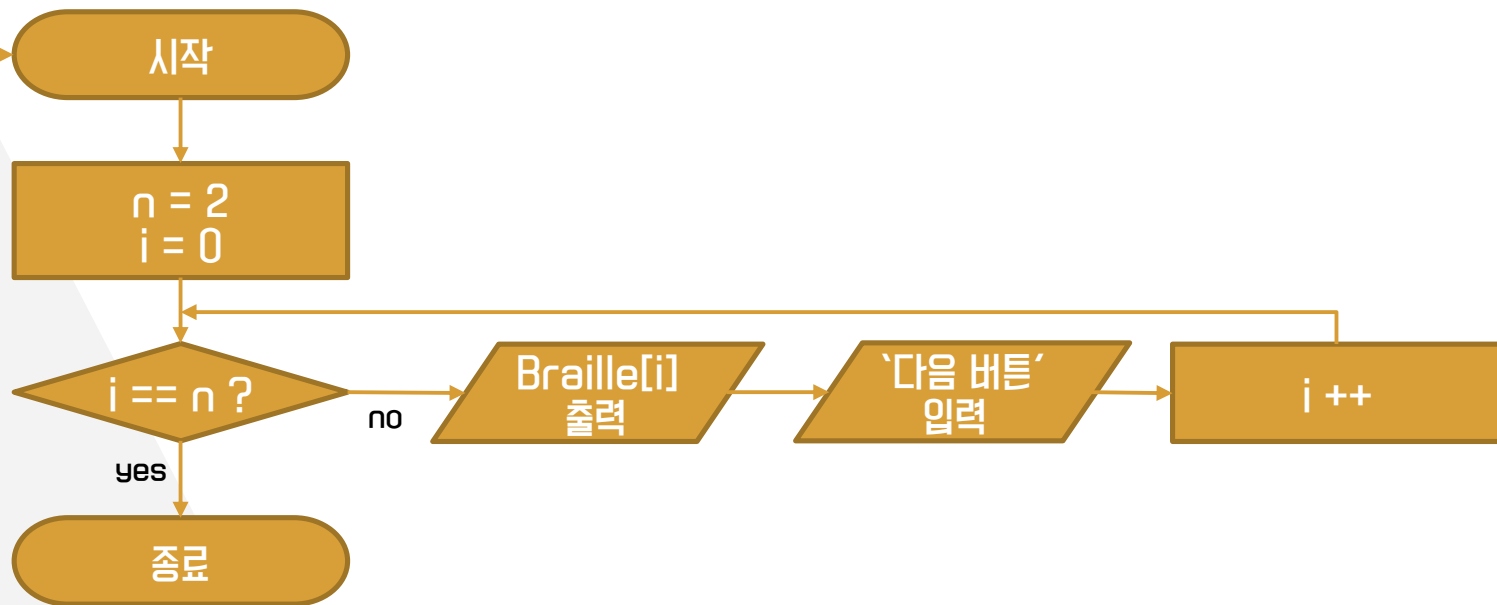 시작
n = 2
i = 0
i == n ?
no
Braille[i]
출력
‘다음 버튼’
입력
i ++
yes
종료